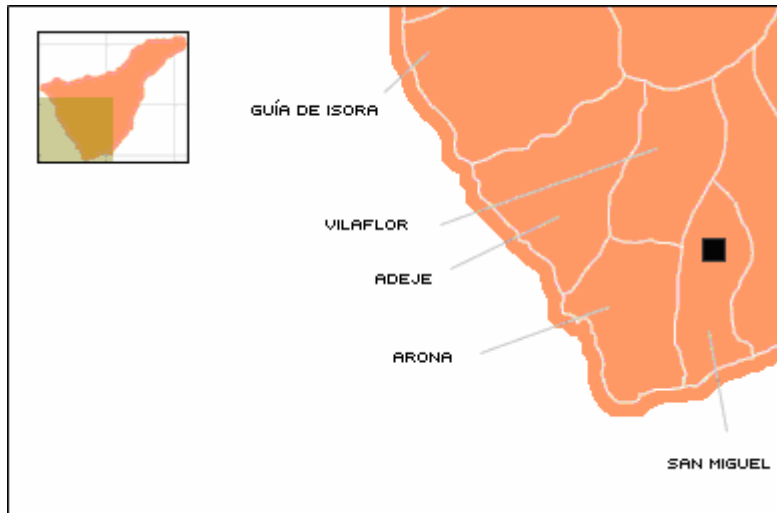 GUÍA DE ISORA
VILAFLOR
ADEJE
ARONA
SAN MIGUEL